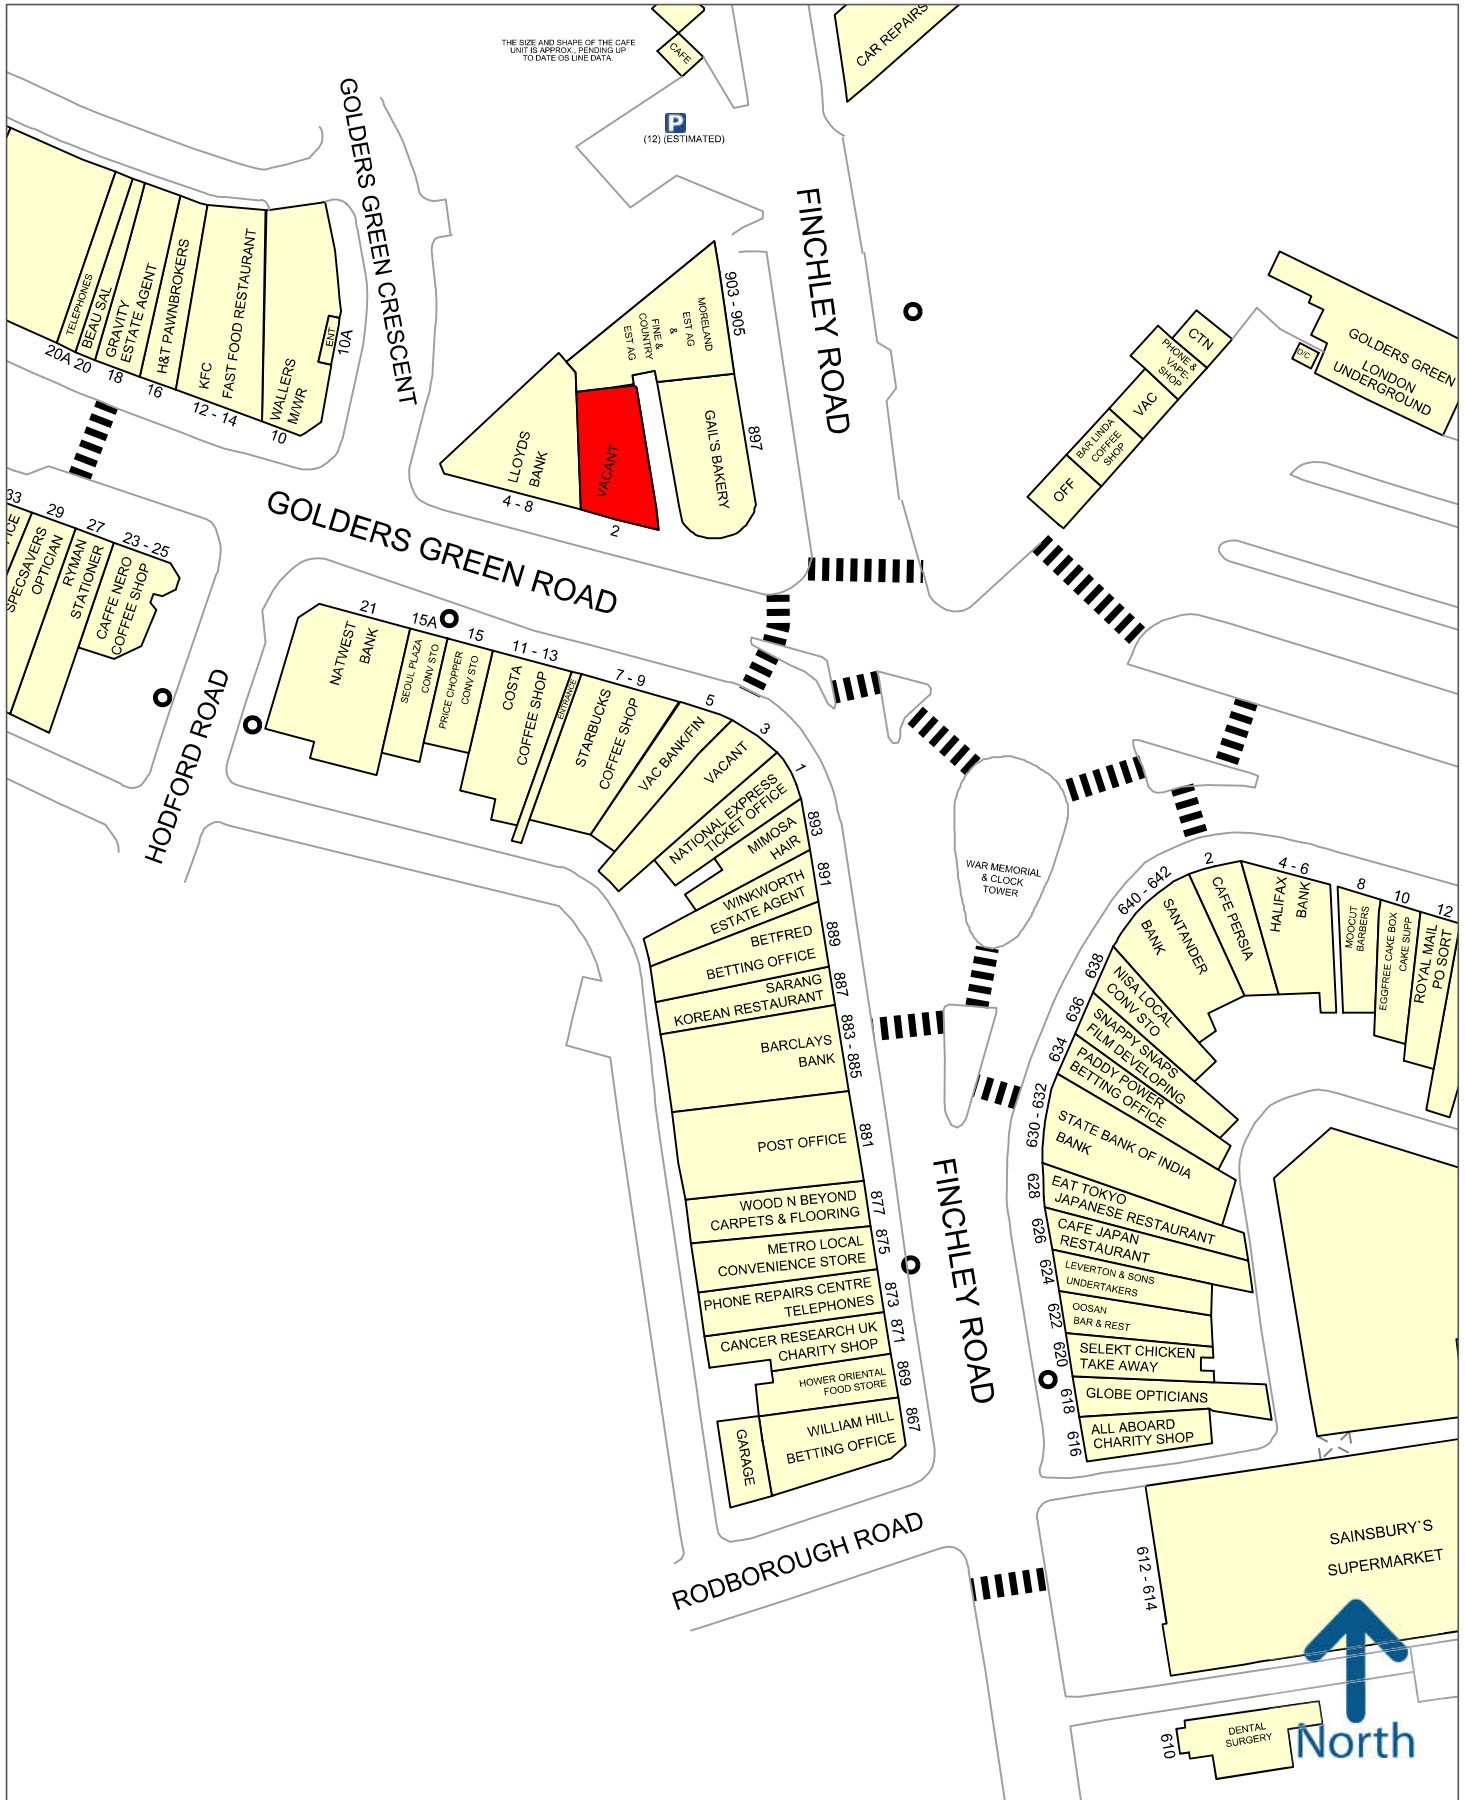 THE SIZE AND SHAPE OF THE CAFE
UNIT IS APPROX., PENDING UP
TO DATE OS LINE DATA.
CAFE
CAR REPAIRS
P
(12) (ESTIMATED)
GOLDERS GREEN CRESCENT
FINCHLEY ROAD
TELEPHONES
BEAU SAL
GRAVITY
ESTATE AGENT
H&T PAWNBROKERS
KFC
FAST FOOD RESTAURANT
WALLERS
M/WR
ENT
10A
20A
20
18
16
12 - 14
10
903 - 905
MORELAND
&
EST AG
FINE &
COUNTRY
EST AG
897
GAIL'S BAKERY
LLOYDS
BANK
4 - 8
VACANT
2
CTN
PHONE &
VAPE-
SHOP
VAC
BAR LINDA
COFFEE
SHOP
OFF
D/C
GOLDERS GREEN
LONDON
UNDERGROUND
GOLDERS GREEN ROAD
33
29
27
23 - 25
ICE
SPECSAVERS
OPTICIAN
RYMAN
STATIONER
CAFFE NERO
COFFEE SHOP
HODFORD ROAD
21
15A
15
11 - 13
7 - 9
5
3
1
NATWEST
BANK
SEOUL PLAZA
CONV STO
PRICE CHOPPER
CONV STO
COSTA
COFFEE SHOP
ENTRANCE
STARBUCKS
COFFEE SHOP
VAC BANK/FIN
VACANT
NATIONAL EXPRESS
TICKET OFFICE
893
MIMOSA
HAIR
891
WINKWORTH
ESTATE AGENT
889
BETFRED
BETTING OFFICE
887
SARANG
KOREAN RESTAURANT
883 - 885
BARCLAYS
BANK
881
POST OFFICE
877
WOOD N BEYOND
CARPETS & FLOORING
875
METRO LOCAL
CONVENIENCE STORE
873
PHONE REPAIRS CENTRE
TELEPHONES
871
CANCER RESEARCH UK
CHARITY SHOP
869
HOWER ORIENTAL
FOOD STORE
867
WILLIAM HILL
BETTING OFFICE
GARAGE
WAR MEMORIAL
& CLOCK
TOWER
FINCHLEY ROAD
RODBOROUGH ROAD
2
4 - 6
8
10
12
CAFE PERSIA
HALIFAX
BANK
MOOCUT
BARBERS
EGGFREE CAKE BOX
CAKE SUPP
ROYAL MAIL
PO SORT
640 - 642
SANTANDER
BANK
638
NISA LOCAL
CONV STO
636
SNAPPY SNAPS
FILM DEVELOPING
634
PADDY POWER
BETTING OFFICE
630 - 632
STATE BANK OF INDIA
BANK
628
EAT TOKYO
JAPANESE RESTAURANT
626
CAFE JAPAN
RESTAURANT
624
LEVERTON & SONS
UNDERTAKERS
622
OOSAN
BAR & REST
620
SELEKT CHICKEN
TAKE AWAY
618
GLOBE OPTICIANS
616
ALL ABOARD
CHARITY SHOP
612 - 614
SAINSBURY`S
SUPERMARKET
610
DENTAL
SURGERY
North